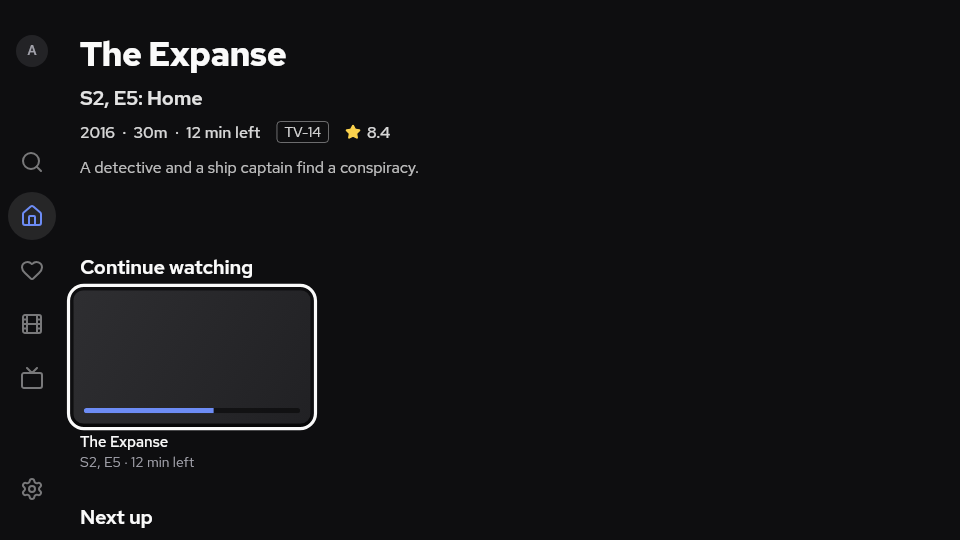 A
The Expanse
S2, E5: Home
2016 · 30m · 12 min left TV-14 8.4
A detective and a ship captain find a conspiracy.
Continue watching
The Expanse
S2, E5 · 12 min left
Next up